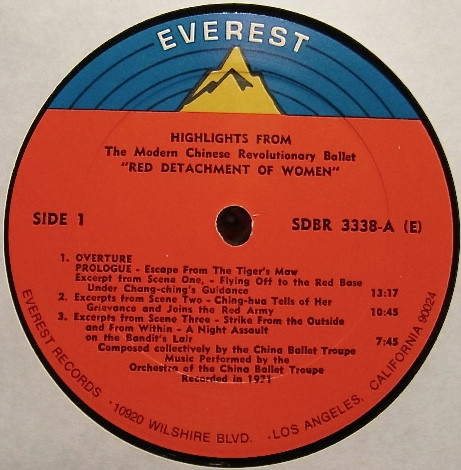 EVEREST
HIGHLIGHTS FROM
The Modern Chinese Revolutionary Ballet
"RED DETACHMENT OF WOMEN"
SIDE 1
SDBR 3338-A (E)
1. OVERTURE
PROLOGUE - Escape From The Tiger's Maw
Excerpt from Scene One, - Flying Off to the Red Base
Under Chang-ching's Guidance 13:17
2. Excerpts from Scene Two - Ching-hua Tells of Her
Grievance and Joins the Red Army 10:45
3. Excerpts from Scene Three - Strike From the Outside
and From Within - A Night Assault
on the Bandit's Lair 7:45
Composed collectively by the China Ballet Troupe
Music Performed by the
Orchestra of the China Ballet Troupe
Recorded in 1971
EVEREST RECORDS · 10920 WILSHIRE BLVD. · LOS ANGELES, CALIFORNIA 90024